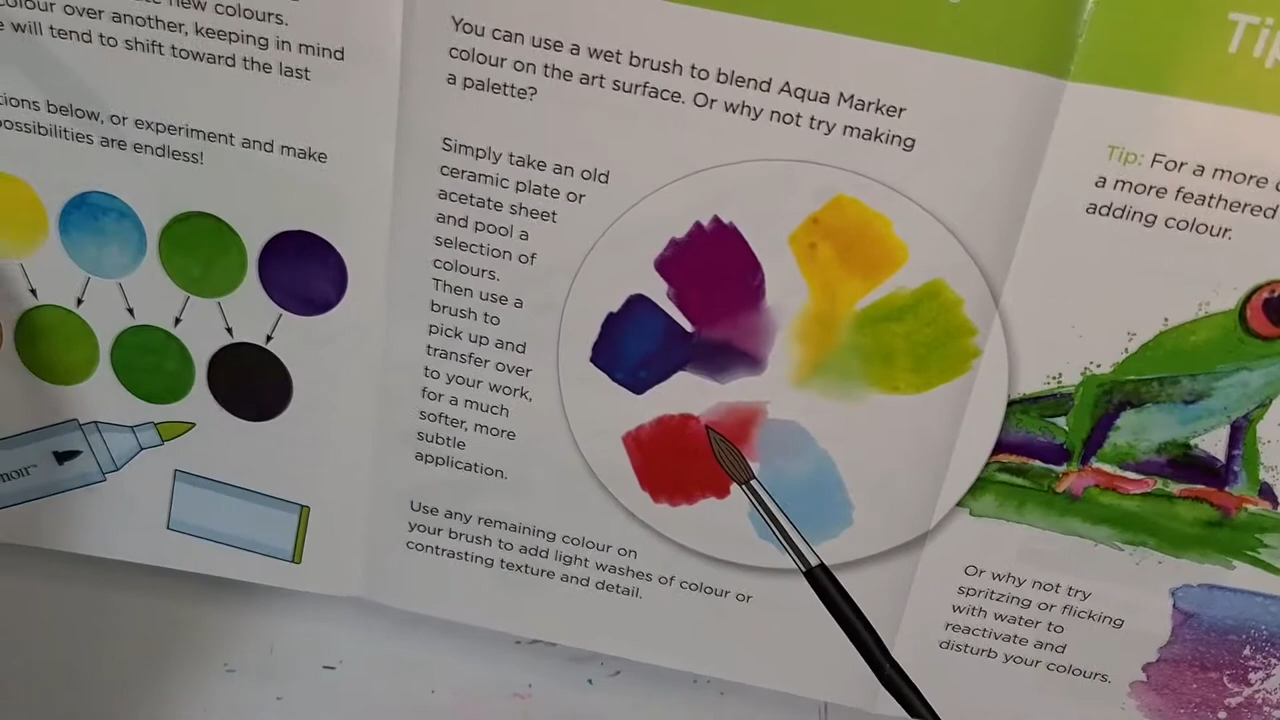 new colours.
colour over another, keeping in mind
will tend to shift toward the last
below, or experiment and make
possibilities are endless!
noir™
You can use a wet brush to blend Aqua Marker
colour on the art surface. Or why not try making
a palette?
Simply take an old
ceramic plate or
acetate sheet
and pool a
selection of
colours.
Then use a
brush to
pick up and
transfer over
to your work,
for a much
softer, more
subtle
application.
Use any remaining colour on
your brush to add light washes of colour or
contrasting texture and detail.
Tip: For a more
a more feathered
adding colour.
Or why not try
spritzing or flicking
with water to
reactivate and
disturb your colours.